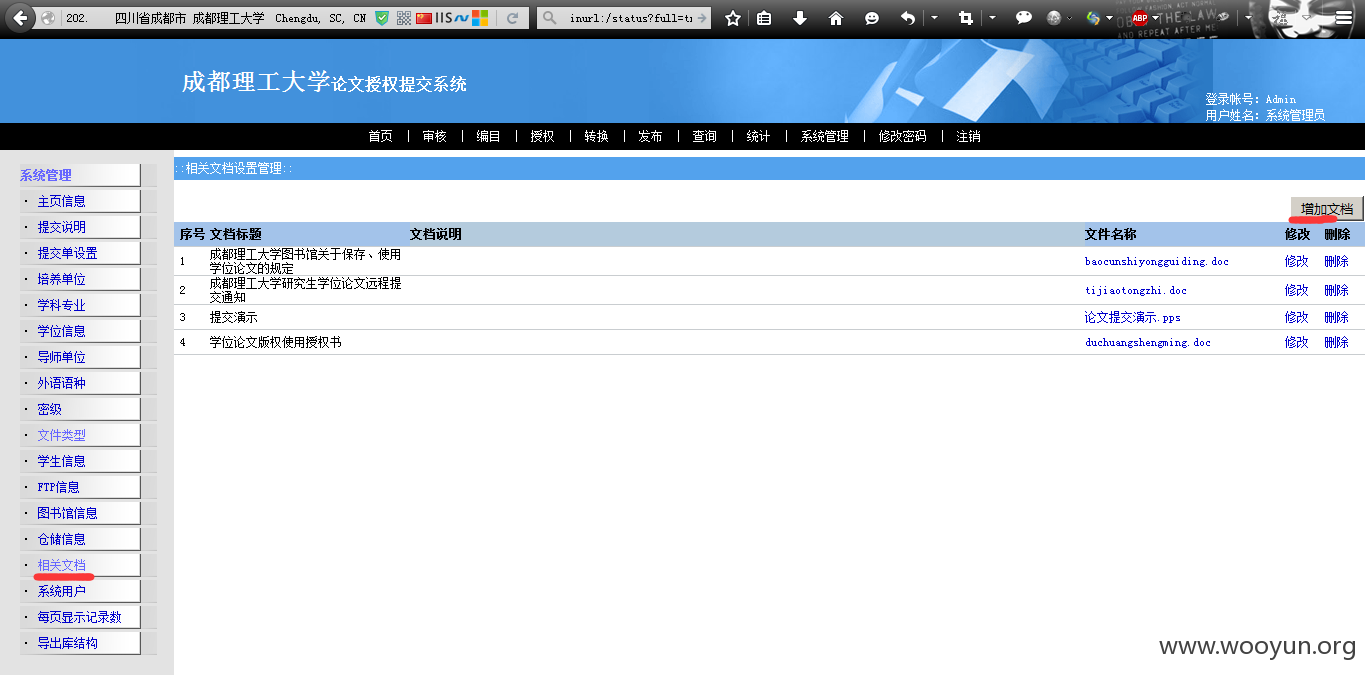 202. 四川省成都市 成都理工大学 Chengdu, SC, CN IIS
inurl:/status?full=t
ABP
THE LAW
AND REPEAT AFTER ME
成都理工大学论文授权提交系统
登录帐号: Admin
用户姓名: 系统管理员
首页 | 审核 | 编目 | 授权 | 转换 | 发布 | 查询 | 统计 | 系统管理 | 修改密码 | 注销
系统管理
· 主页信息
· 提交说明
· 提交单设置
· 培养单位
· 学科专业
· 学位信息
· 导师单位
· 外语语种
· 密级
· 文件类型
· 学生信息
· FTP信息
· 图书馆信息
· 仓储信息
· 相关文档
· 系统用户
· 每页显示记录数
· 导出库结构
::相关文档设置管理::
增加文档
序号 文档标题 文档说明 文件名称 修改 删除
1 成都理工大学图书馆关于保存、使用
学位论文的规定 baocunshiyongguiding.doc 修改 删除
2 成都理工大学研究生学位论文远程提
交通知 tijiaotongzhi.doc 修改 删除
3 提交演示 论文提交演示.pps 修改 删除
4 学位论文版权使用授权书 duchuangshengming.doc 修改 删除
www.wooyun.org